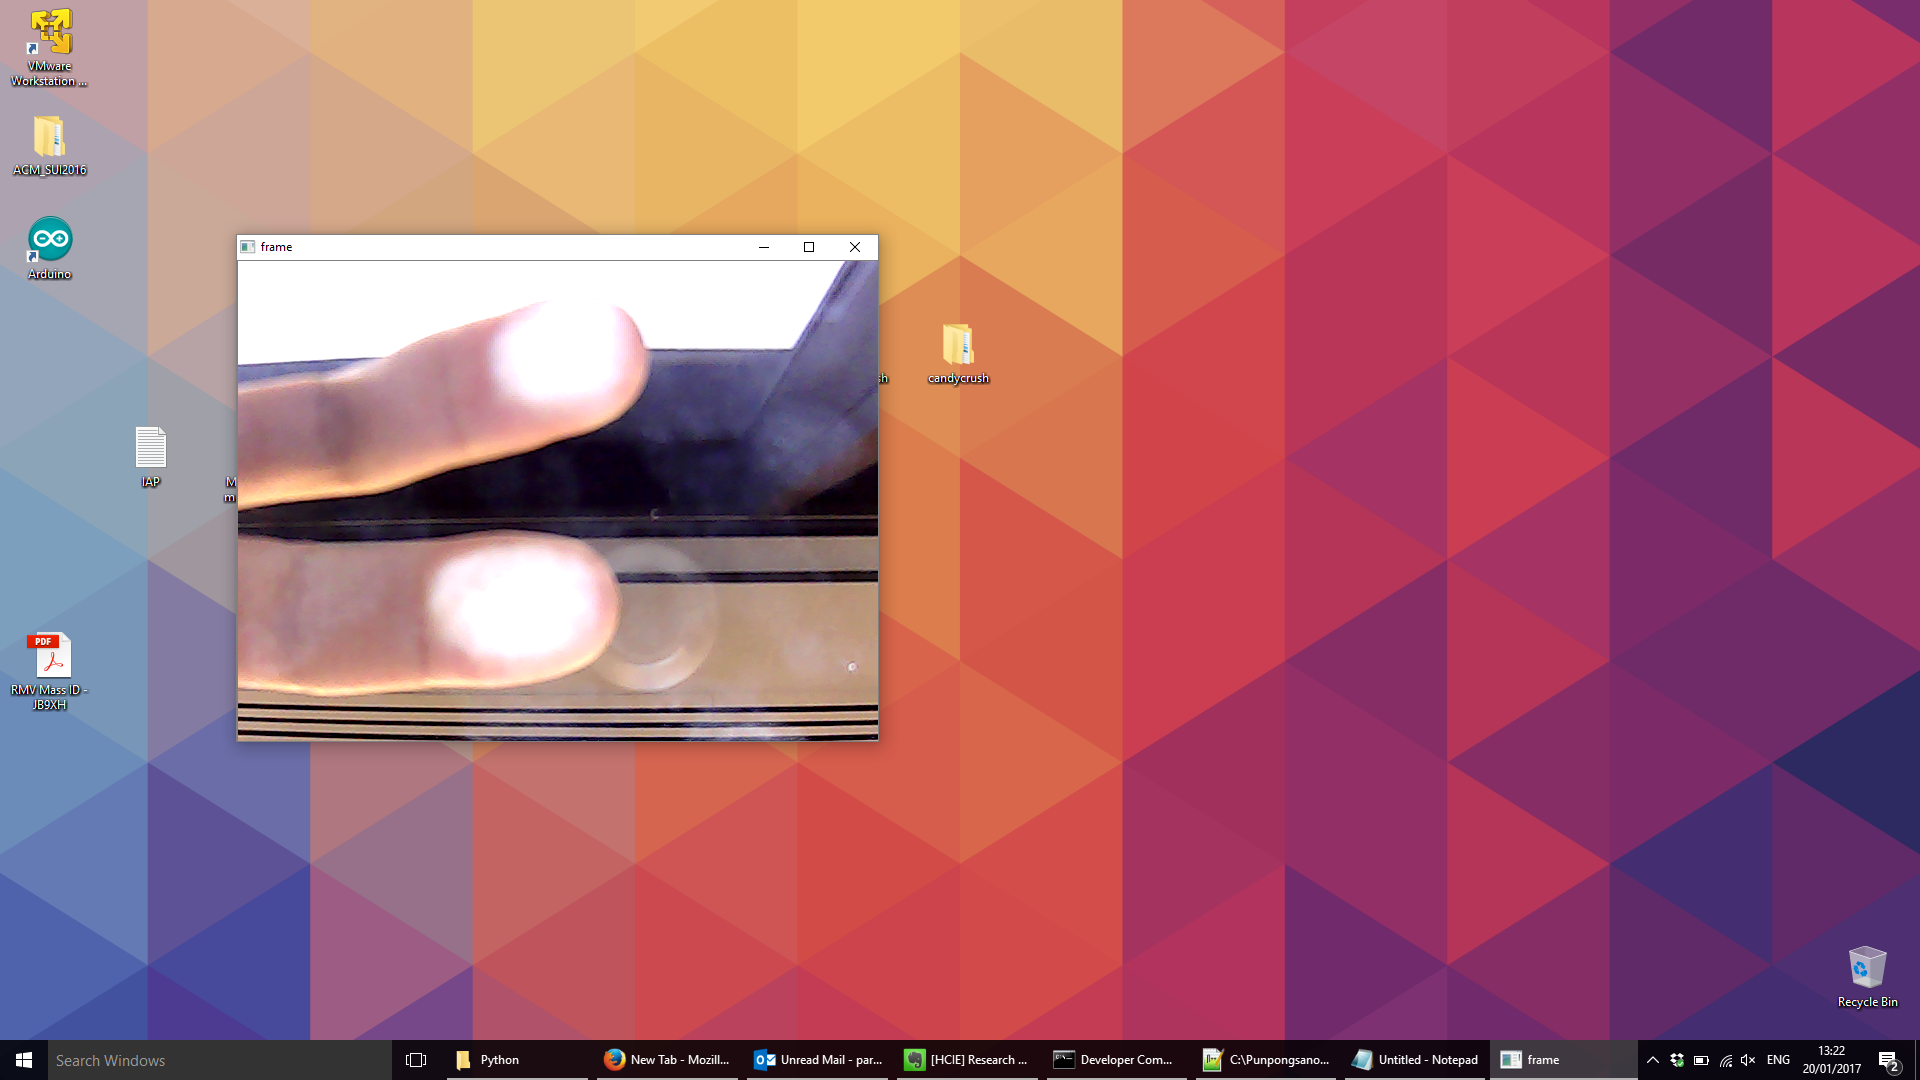 VMware
Workstation ...
ACM_SUI2016
Arduino
frame
sh
candycrush
IAP
M
m
PDF
RMV Mass ID -
JB9XH
Recycle Bin
Search Windows
Python
New Tab - Mozill...
Unread Mail - par...
[HCIE] Research ...
Developer Com...
C:\Punpongsano...
Untitled - Notepad
frame
ENG
13:22
20/01/2017
2